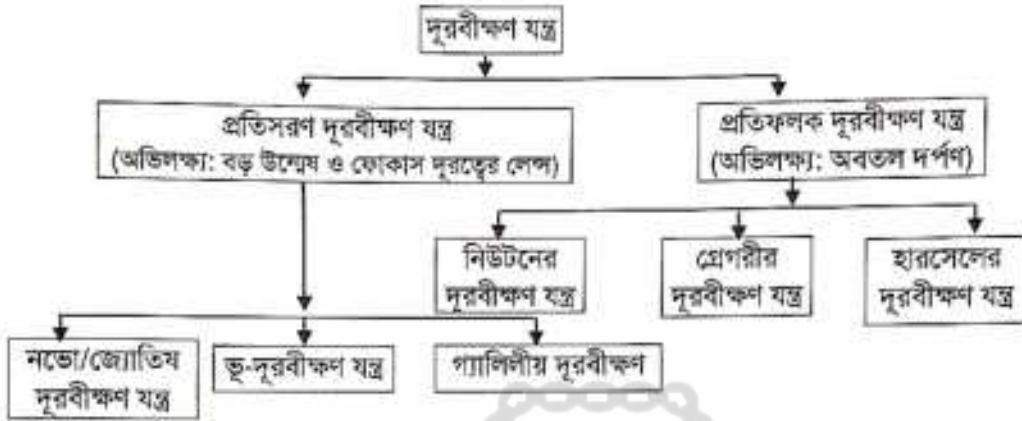 দূরবীক্ষণ যন্ত্র
প্রতিসরণ দূরবীক্ষণ যন্ত্র
(অভিলক্ষ্য: বড় উন্মেষ ও ফোকাস দূরত্বের লেন্স)
প্রতিফলক দূরবীক্ষণ যন্ত্র
(অভিলক্ষ্য: অবতল দর্পণ)
নিউটনের
দূরবীক্ষণ যন্ত্র
গ্রেগরীর
দূরবীক্ষণ যন্ত্র
হারসেলের
দূরবীক্ষণ যন্ত্র
নভো/জ্যোতিষ
দূরবীক্ষণ যন্ত্র
ভূ-দূরবীক্ষণ যন্ত্র
গ্যালিলীয় দূরবীক্ষণ